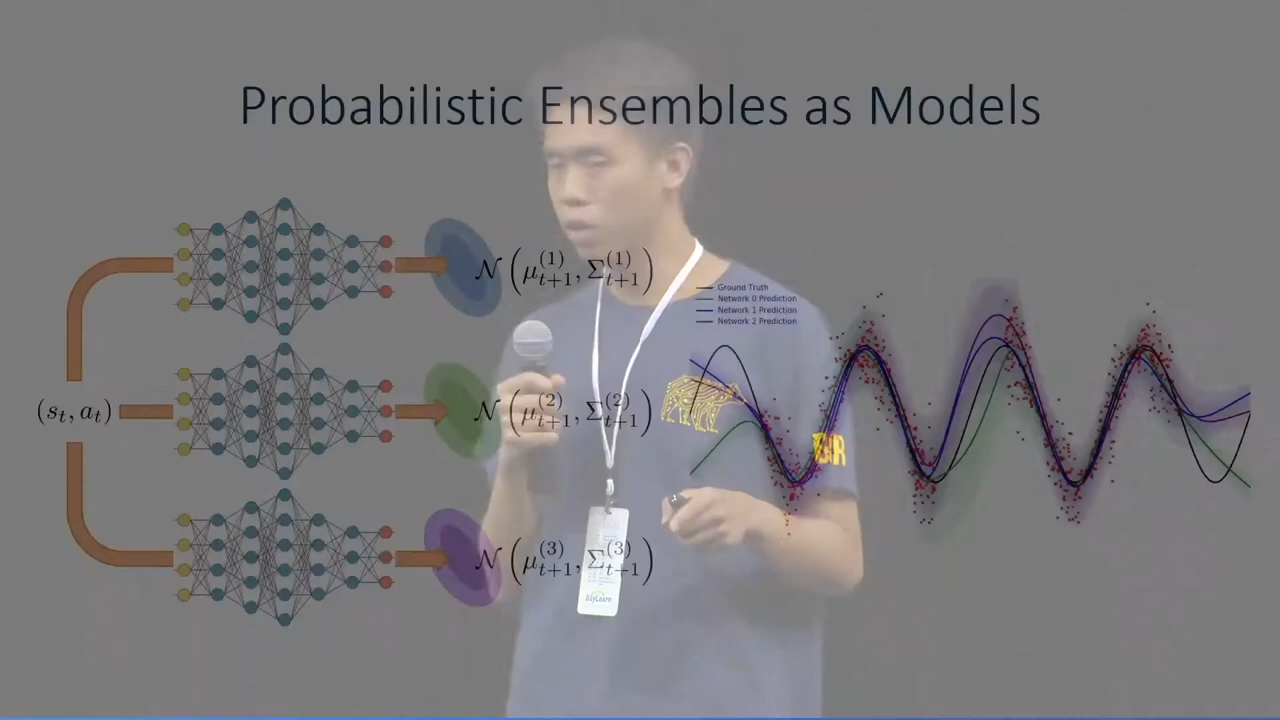 Probabilistic Ensembles as Models
(s_t, a_t)
𝒩 (μ_{t+1}^{(1)}, Σ_{t+1}^{(1)})
𝒩 (μ_{t+1}^{(2)}, Σ_{t+1}^{(2)})
𝒩 (μ_{t+1}^{(3)}, Σ_{t+1}^{(3)})
Ground Truth
Network 0 Prediction
Network 1 Prediction
Network 2 Prediction
BayLearn